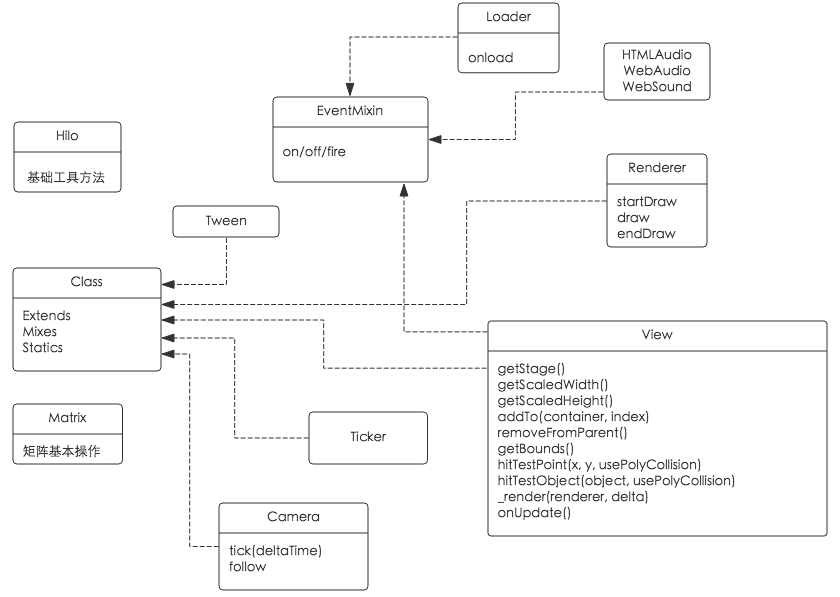 Loader
onload
HTMLAudio
WebAudio
WebSound
EventMixin
on/off/fire
Hilo
基础工具方法
Renderer
startDraw
draw
endDraw
Tween
Class
Extends
Mixes
Statics
View
getStage()
getScaledWidth()
getScaledHeight()
addTo(container, index)
removeFromParent()
getBounds()
hitTestPoint(x, y, usePolyCollision)
hitTestObject(object, usePolyCollision)
_render(renderer, delta)
onUpdate()
Matrix
矩阵基本操作
Ticker
Camera
tick(deltaTime)
follow